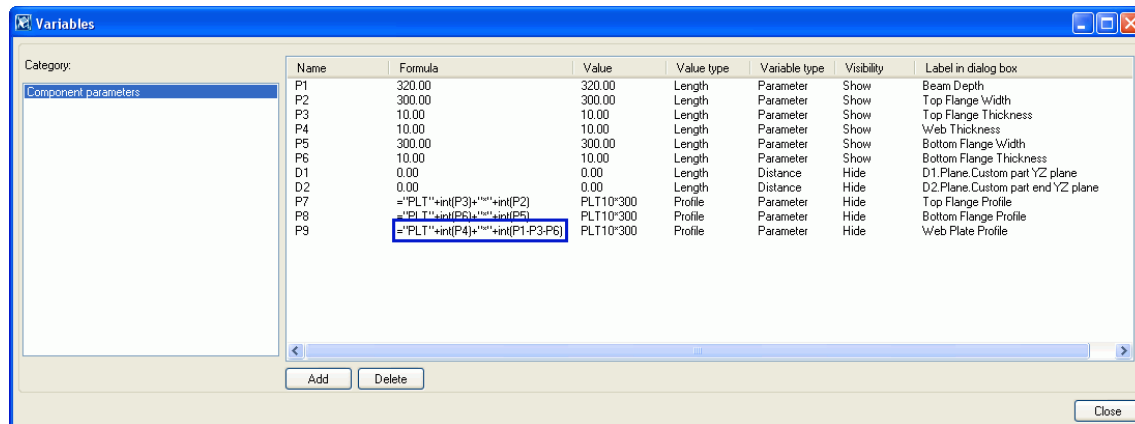 Variables
Category:
Component parameters
Name Formula Value Value type Variable type Visibility Label in dialog box
P1 320.00 320.00 Length Parameter Show Beam Depth
P2 300.00 300.00 Length Parameter Show Top Flange Width
P3 10.00 10.00 Length Parameter Show Top Flange Thickness
P4 10.00 10.00 Length Parameter Show Web Thickness
P5 300.00 300.00 Length Parameter Show Bottom Flange Width
P6 10.00 10.00 Length Parameter Show Bottom Flange Thickness
D1 0.00 0.00 Length Distance Hide D1.Plane.Custom part YZ plane
D2 0.00 0.00 Length Distance Hide D2.Plane.Custom part end YZ plane
P7 ="PLT"+int(P3)+"*"+int(P2) PLT10*300 Profile Parameter Hide Top Flange Profile
P8 ="PLT"+int(P6)+"*"+int(P5) PLT10*300 Profile Parameter Hide Bottom Flange Profile
P9 ="PLT"+int(P4)+"*"+int(P1-P3-P6) PLT10*300 Profile Parameter Hide Web Plate Profile
Add Delete
Close